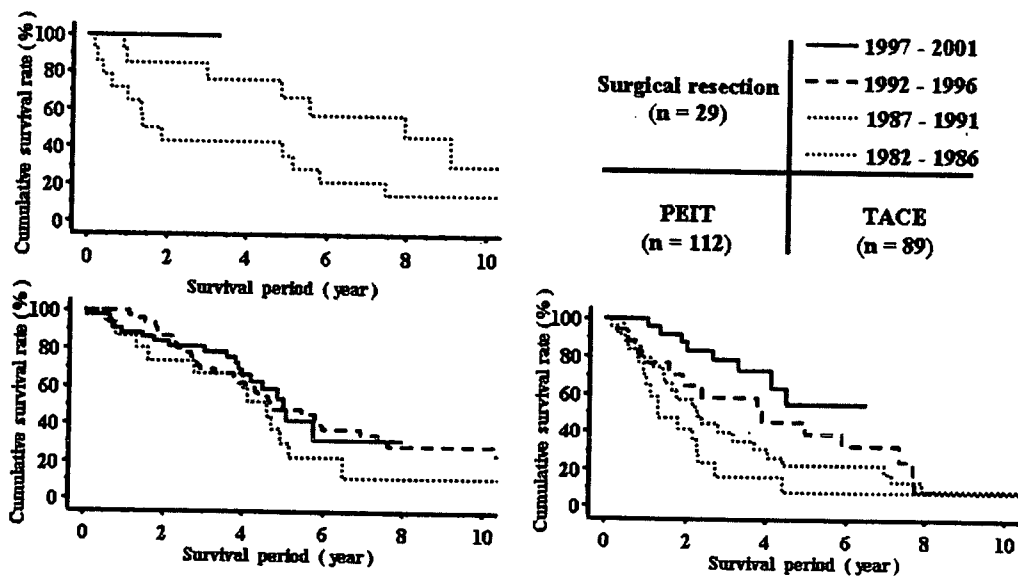 Cumulative survival rate (%)
100
80
60
40
20
0
0 2 4 6 8 10
Survival period (year)
Surgical resection
(n = 29)
1997 - 2001
1992 - 1996
1987 - 1991
1982 - 1986
PEIT
(n = 112)
TACE
(n = 89)
Cumulative survival rate (%)
100
80
60
40
20
0
0 2 4 6 8 10
Survival period (year)
Cumulative survival rate (%)
100
80
60
40
20
0
0 2 4 6 8 10
Survival period (year)